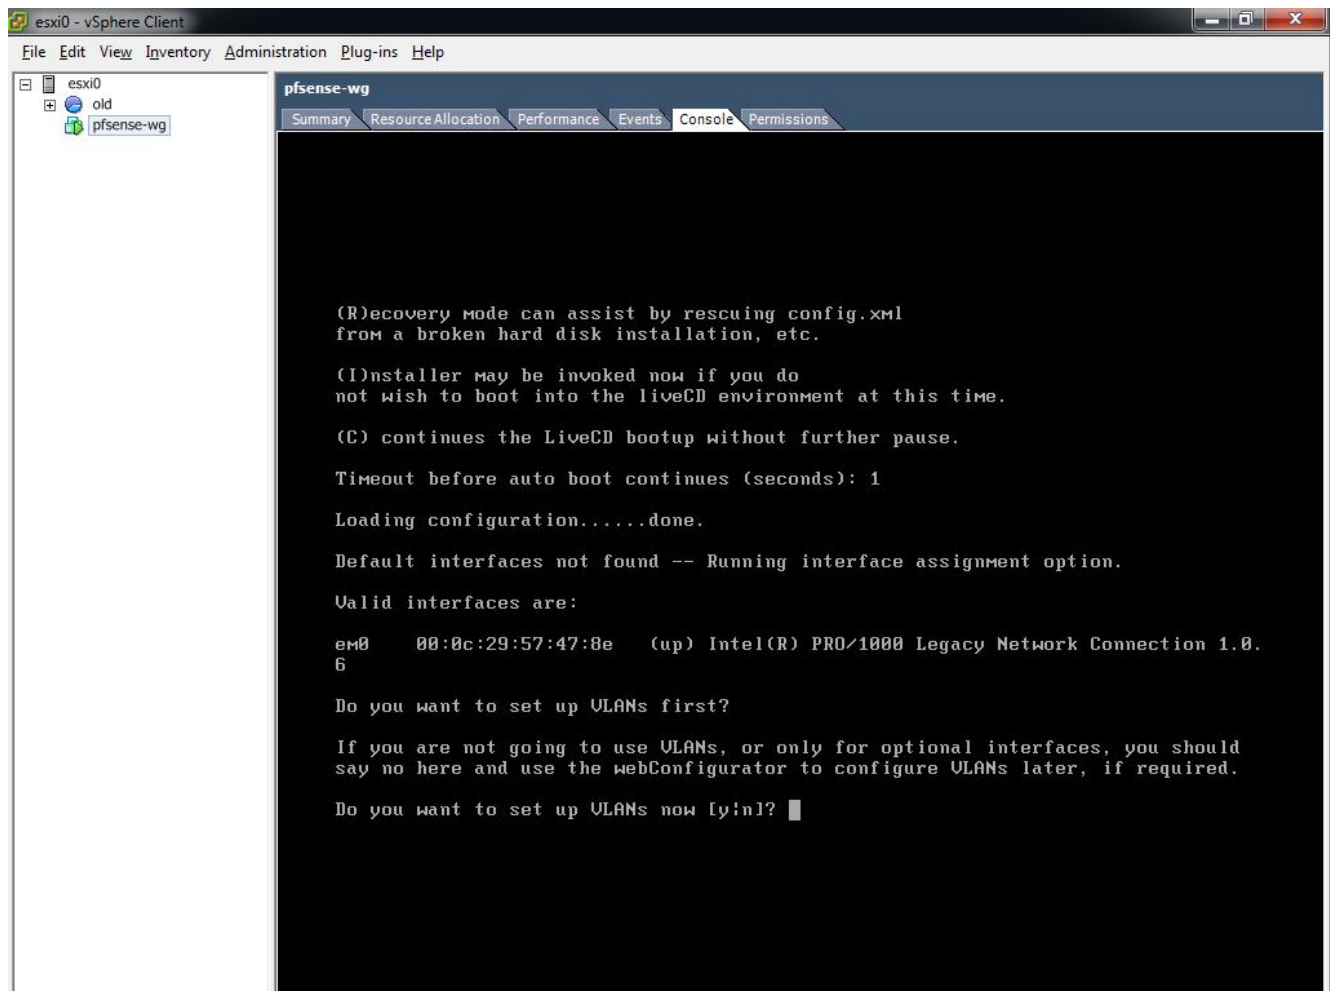 esxi0 - vSphere Client
File Edit View Inventory Administration Plug-ins Help
esxi0
old
pfsense-wg
pfsense-wg
Summary Resource Allocation Performance Events Console Permissions
(R)ecovery mode can assist by rescuing config.xml
from a broken hard disk installation, etc.
(I)nstaller may be invoked now if you do
not wish to boot into the liveCD environment at this time.
(C) continues the LiveCD bootup without further pause.
Timeout before auto boot continues (seconds): 1
Loading configuration......done.
Default interfaces not found -- Running interface assignment option.
Valid interfaces are:
em0 00:0c:29:57:47:8e (up) Intel(R) PRO/1000 Legacy Network Connection 1.0.
6
Do you want to set up VLANs first?
If you are not going to use VLANs, or only for optional interfaces, you should
say no here and use the webConfigurator to configure VLANs later, if required.
Do you want to set up VLANs now [y|n]?